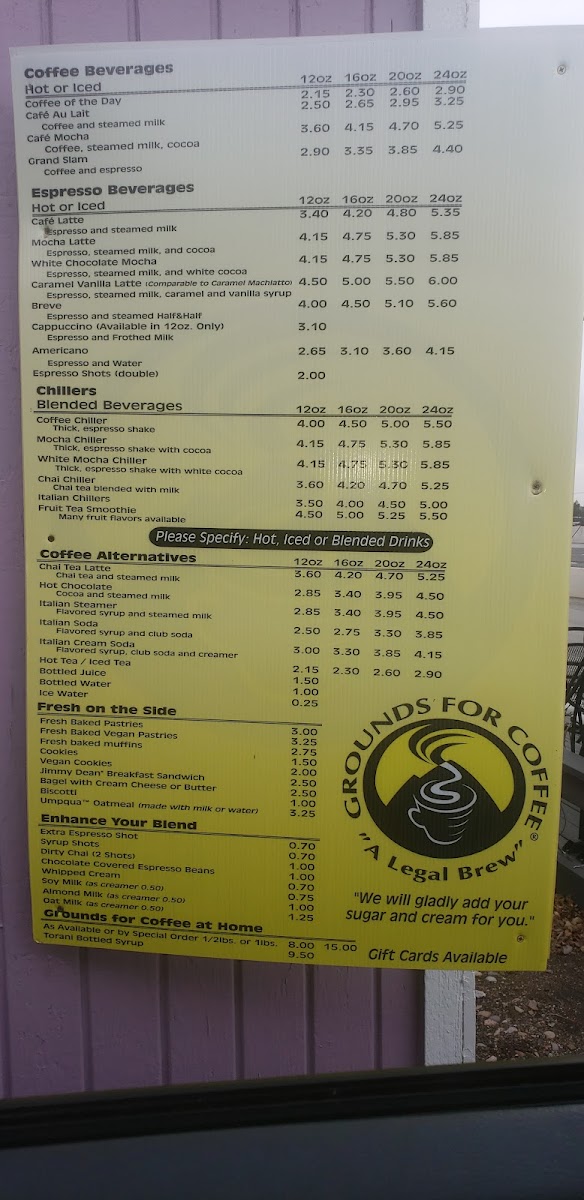 Coffee Beverages
Hot or Iced 12oz 16oz 20oz 24oz
Coffee of the Day 2.15 2.30 2.60 2.90
Café Au Lait 2.50 2.65 2.95 3.25
Coffee and steamed milk
Café Mocha 3.60 4.15 4.70 5.25
Coffee, steamed milk, cocoa
Grand Slam 2.90 3.35 3.85 4.40
Coffee and espresso
Espresso Beverages
Hot or Iced 12oz 16oz 20oz 24oz
Café Latte 3.40 4.20 4.80 5.35
Espresso and steamed milk
Mocha Latte 4.15 4.75 5.30 5.85
Espresso, steamed milk, and cocoa
White Chocolate Mocha 4.15 4.75 5.30 5.85
Espresso, steamed milk, and white cocoa
Caramel Vanilla Latte (Comparable to Caramel Machiatto) 4.50 5.00 5.50 6.00
Espresso, steamed milk, caramel and vanilla syrup
Breve 4.00 4.50 5.10 5.60
Espresso and steamed Half&Half
Cappuccino (Available in 12oz. Only) 3.10
Espresso and Frothed Milk
Americano 2.65 3.10 3.60 4.15
Espresso and Water
Espresso Shots (double) 2.00
Chillers
Blended Beverages 12oz 16oz 20oz 24oz
Coffee Chiller 4.00 4.50 5.00 5.50
Thick, espresso shake
Mocha Chiller 4.15 4.75 5.30 5.85
Thick, espresso shake with cocoa
White Mocha Chiller 4.15 4.75 5.30 5.85
Thick, espresso shake with white cocoa
Chai Chiller 3.60 4.20 4.70 5.25
Chai tea blended with milk
Italian Chillers 3.50 4.00 4.50 5.00
Fruit Tea Smoothie 4.50 5.00 5.25 5.50
Many fruit flavors available
Please Specify: Hot, Iced or Blended Drinks
Coffee Alternatives 12oz 16oz 20oz 24oz
Chai Tea Latte 3.60 4.20 4.70 5.25
Chai tea and steamed milk
Hot Chocolate 2.85 3.40 3.95 4.50
Cocoa and steamed milk
Italian Steamer 2.85 3.40 3.95 4.50
Flavored syrup and steamed milk
Italian Soda 2.50 2.75 3.30 3.85
Flavored syrup and club soda
Italian Cream Soda 3.00 3.30 3.85 4.15
Flavored syrup, club soda and creamer
Hot Tea / Iced Tea 2.15 2.30 2.60 2.90
Bottled Juice 1.50
Bottled Water 1.00
Ice Water 0.25
Fresh on the Side
Fresh Baked Pastries 3.00
Fresh Baked Vegan Pastries 3.25
Fresh baked muffins 2.75
Cookies 1.50
Vegan Cookies 2.00
Jimmy Dean® Breakfast Sandwich 2.50
Bagel with Cream Cheese or Butter 2.50
Biscotti 1.00
Umpqua™ Oatmeal (made with milk or water) 3.25
Enhance Your Blend
Extra Espresso Shot 0.70
Syrup Shots 0.70
Dirty Chai (2 Shots) 1.00
Chocolate Covered Espresso Beans 1.00
Whipped Cream 0.70
Soy Milk (as creamer 0.50) 0.75
Almond Milk (as creamer 0.50) 1.00
Oat Milk (as creamer 0.50) 1.25
Grounds for Coffee at Home
As Available or by Special Order 1/2lbs. or 1lbs. 8.00 15.00
Torani Bottled Syrup 9.50
GROUNDS FOR COFFEE®
"A Legal Brew"
"We will gladly add your
sugar and cream for you."
Gift Cards Available